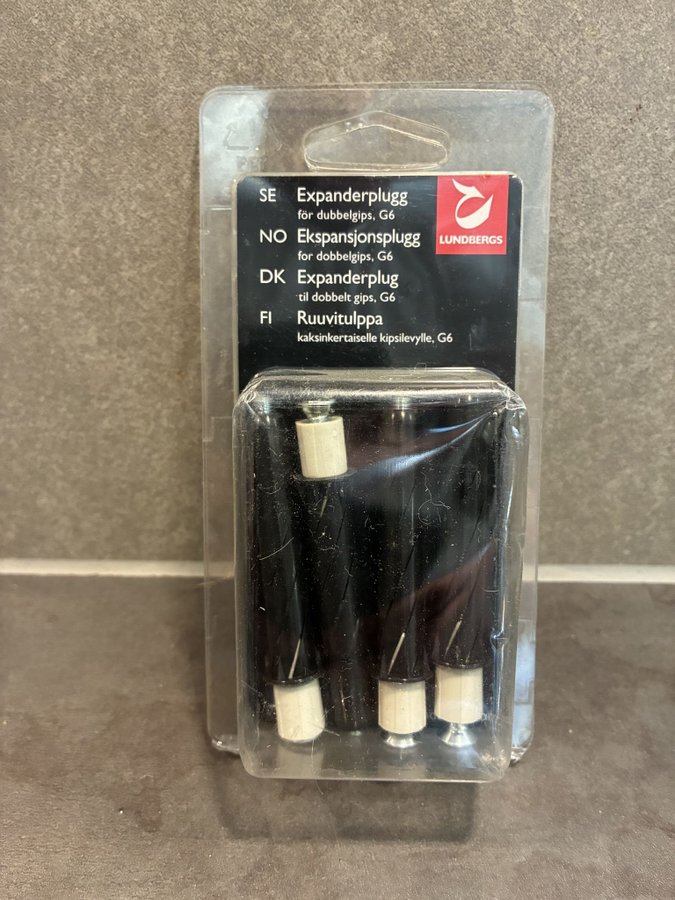 SE Expanderplugg
för dubbelgips, G6
NO Ekspansjonsplugg
for dobbelgips, G6
DK Expanderplug
til dobbelt gips, G6
FI Ruuvitulppa
kaksinkertaiselle kipsilevylle, G6
LUNDBERGS